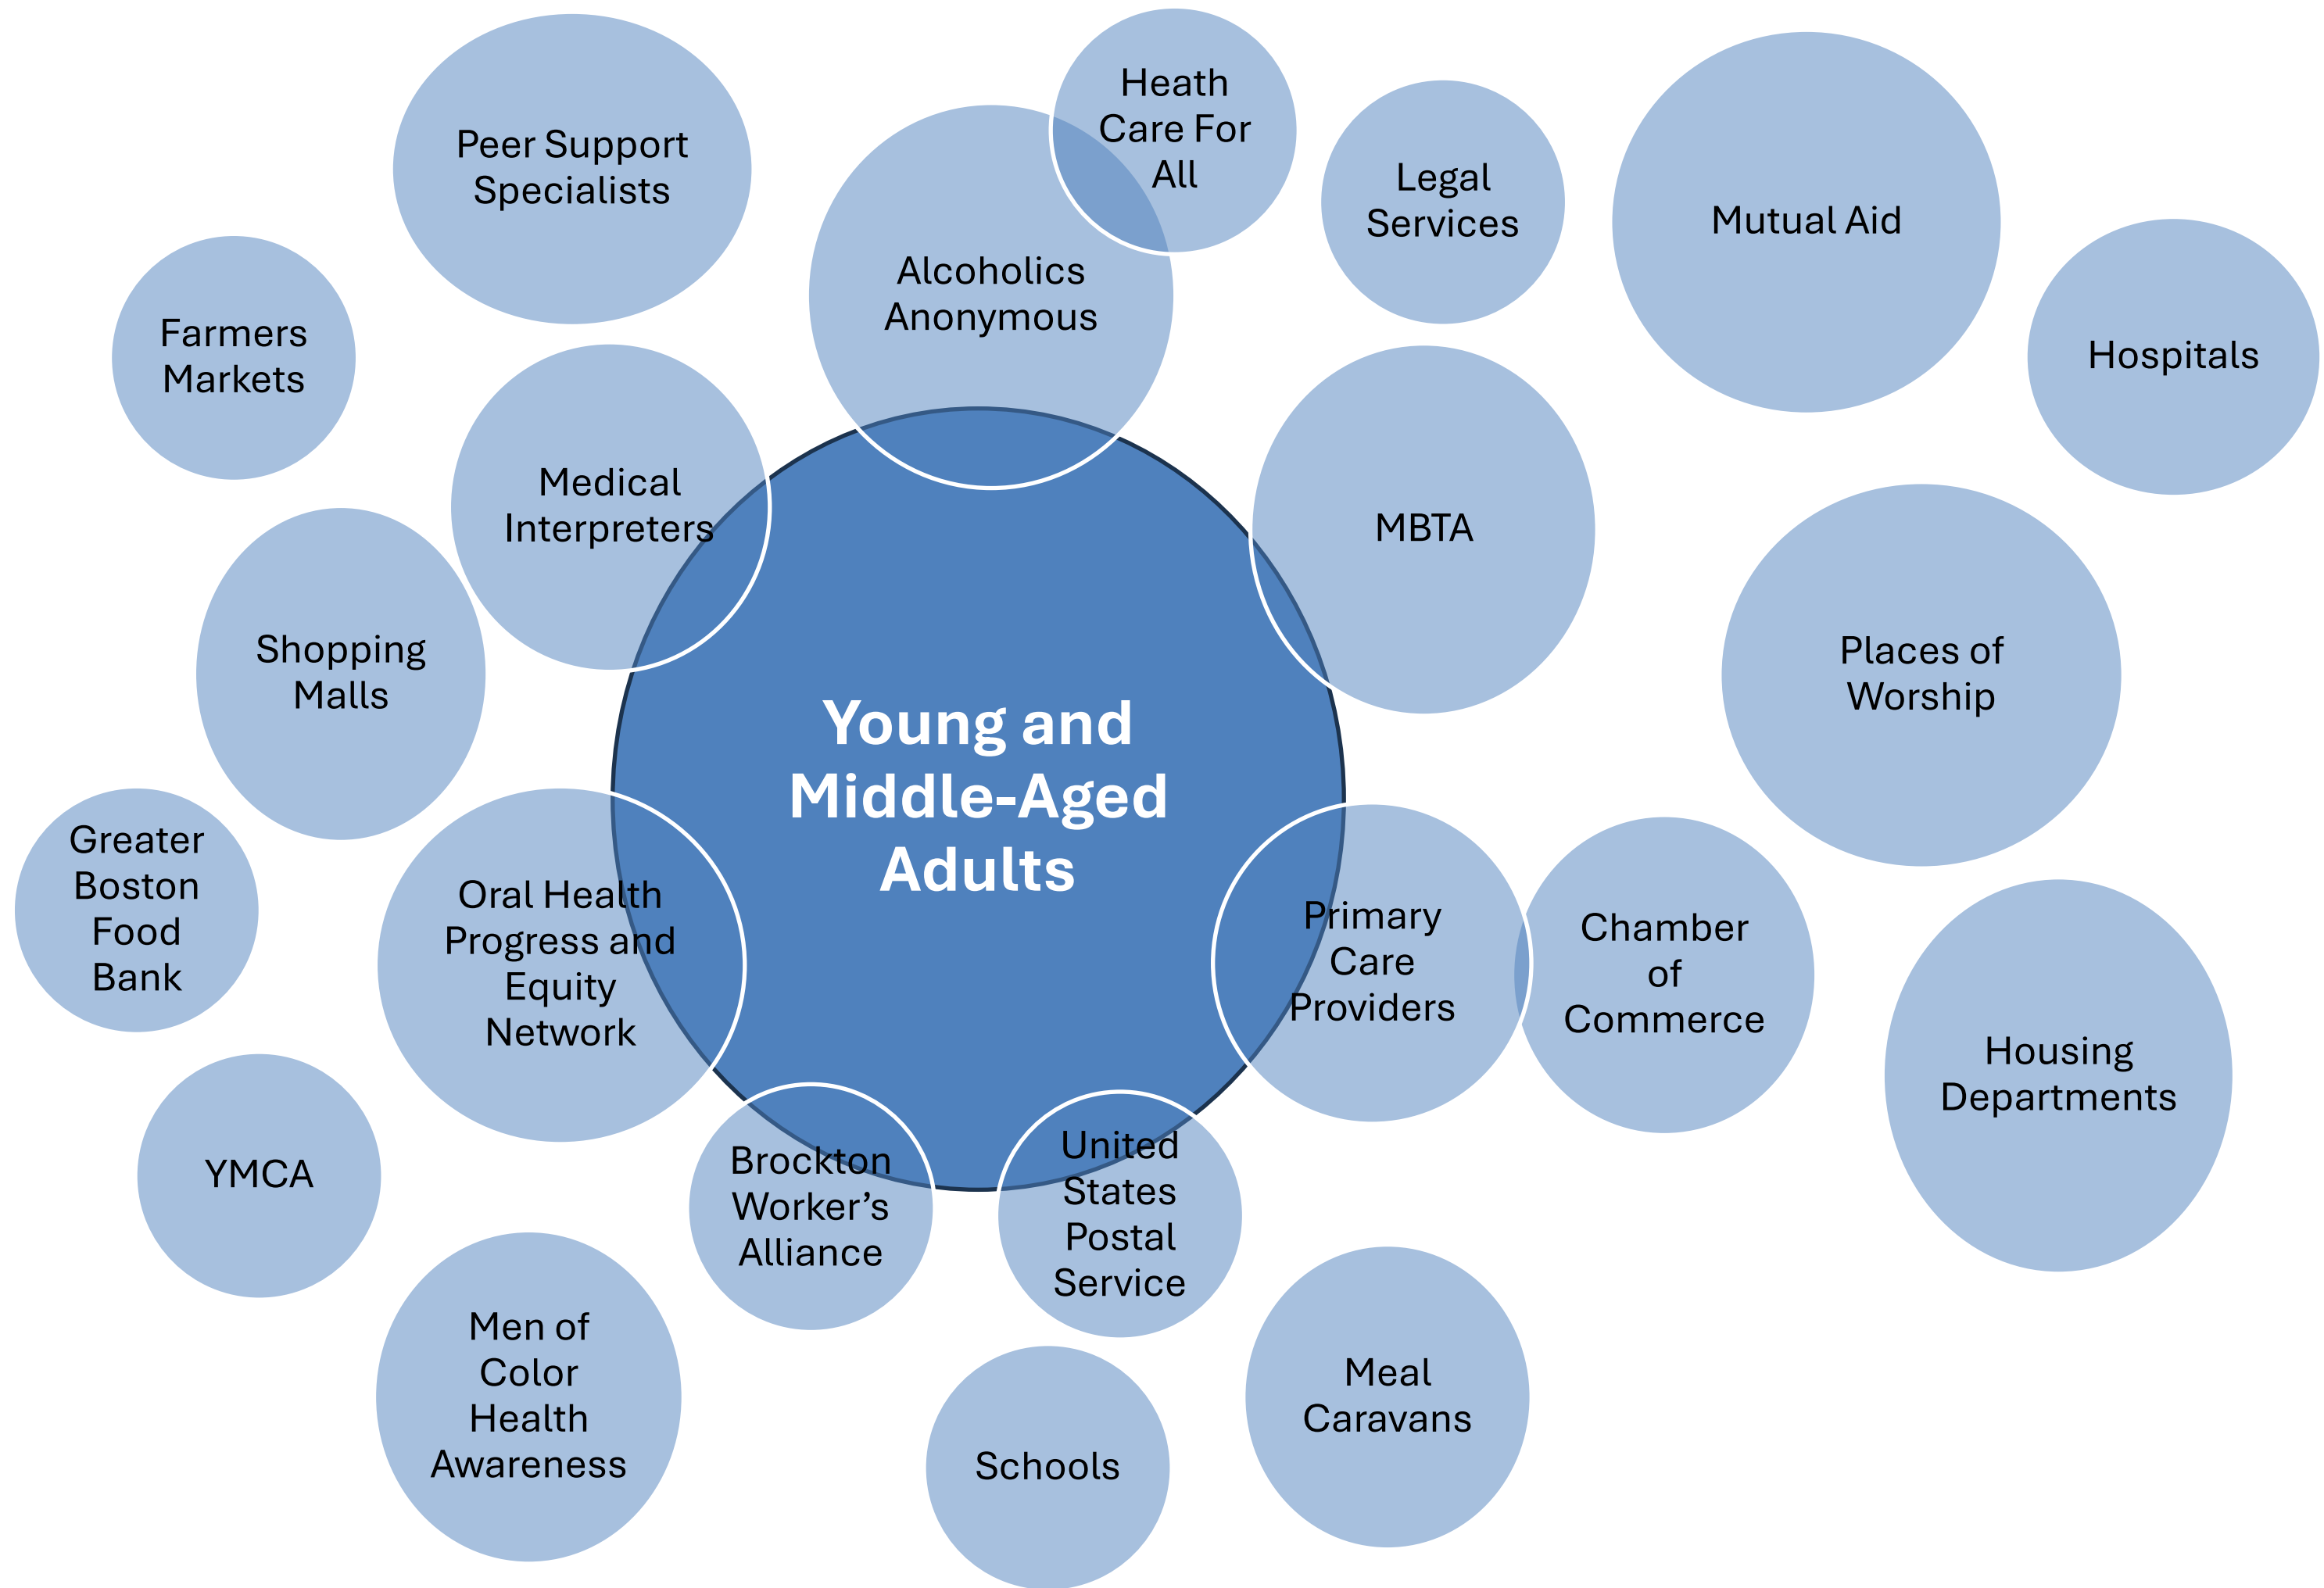 Heath
Care For
All
Peer Support
Specialists
Legal
Services
Mutual Aid
Alcoholics
Anonymous
Farmers
Markets
Hospitals
Medical
Interpreters
MBTA
Shopping
Malls
Places of
Worship
Young and
Middle-Aged
Adults
Greater
Boston
Food
Bank
Oral Health
Progress and
Equity
Network
Primary
Care
Providers
Chamber
of
Commerce
Housing
Departments
YMCA
Brockton
Worker’s
Alliance
United
States
Postal
Service
Men of
Color
Health
Awareness
Meal
Caravans
Schools